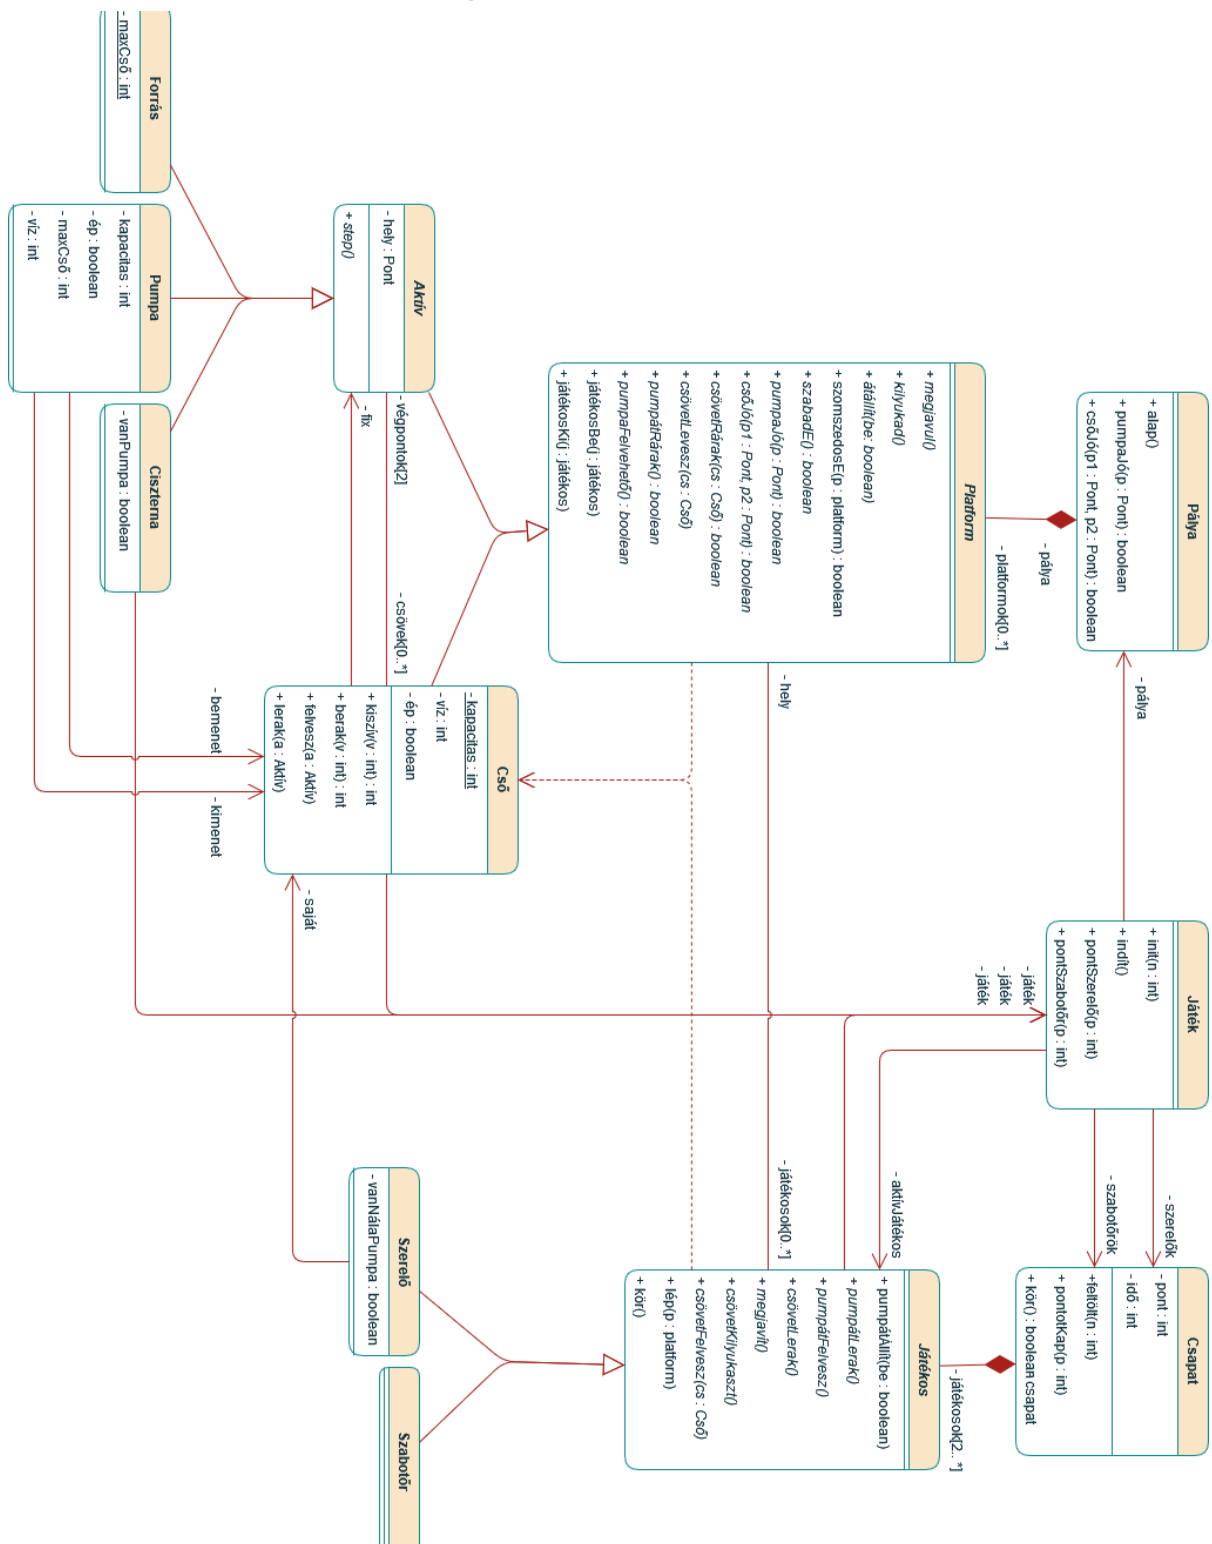 Pálya
+ alap()
+ pumpaJó(p : Pont) : boolean
+ csőJó(p1 : Pont, p2 : Pont) : boolean
- pálya
- platformok[0..*]
- pálya
Játék
+ init(n : int)
+ indít()
+ pontSzerelő(p : int)
+ pontSzabotőr(p : int)
- játék
- játék
- játék
- szerelők
- szabotőrök
- aktívJátékos
Csapat
- pont : int
- idő : int
+feltölt(n : int)
+ pontotKap(p : int)
+ kör() : boolean csapat
- játékosok[2.. *]
Platform
+ megjavul()
+ kilyukad()
+ átállít(be: boolean)
+ szomszedosE(p : platform) : boolean
+ szabadE() : boolean
+ pumpaJó(p : Pont) : boolean
+ csőJó(p1 : Pont, p2 : Pont) : boolean
+ csövetRárak(cs : Cső) : boolean
+ csövetLevesz(cs : Cső)
+ pumpátRárak() : boolean
+ pumpaFelvehető() : boolean
+ játékosBe(j : játékos)
+ játékosKi(j : játékos)
- hely
- játékosok[0..*]
Játékos
+ pumpátÁllít(be : boolean)
+ pumpátLerak()
+ pumpátFelvesz()
+ csövetLerak()
+ megjavít()
+ csövetKilyukaszt()
+ csövetFelvesz(cs : Cső)
+ lép(p : platform)
+ kör()
Aktív
- hely : Pont
+ step()
- végpontok[2]
- fix
- csövek[0..*]
Cső
- kapacitas : int
- víz : int
- ép : boolean
+ kiszív(v : int) : int
+ berak(v : int) : int
+ felvesz(a : Aktív)
+ lerak(a : Aktív)
- bemenet
- kimenet
- saját
Szerelő
- vanNálaPumpa : boolean
Szabotőr
Forrás
- maxCső : int
Pumpa
- kapacitas : int
- ép : boolean
- maxCső : int
- víz : int
Ciszterna
- vanPumpa : boolean